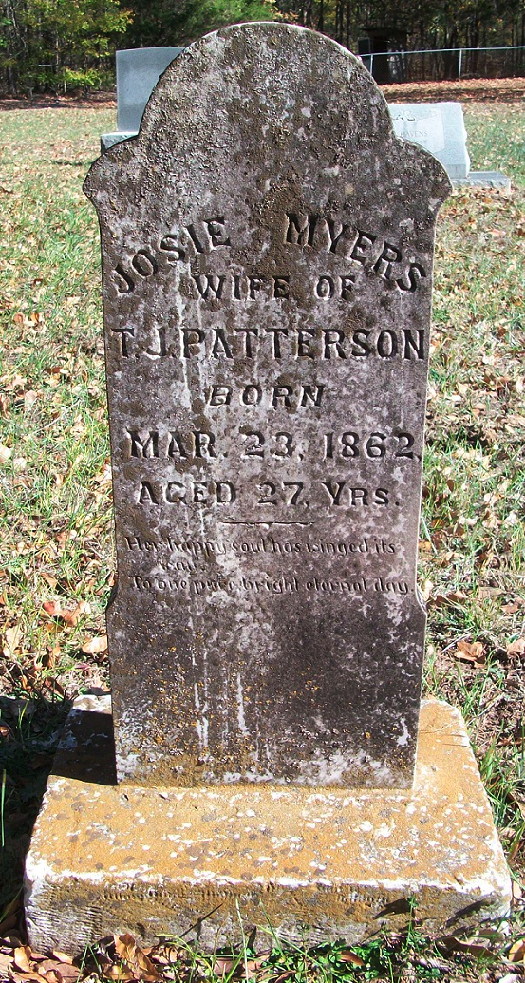 JOSIE MYERS
WIFE OF
T. J. PATTERSON
BORN
MAR. 23, 1862,
AGED 27, YRS.
Her happy soul has winged its
way
To one pure bright eternal day.